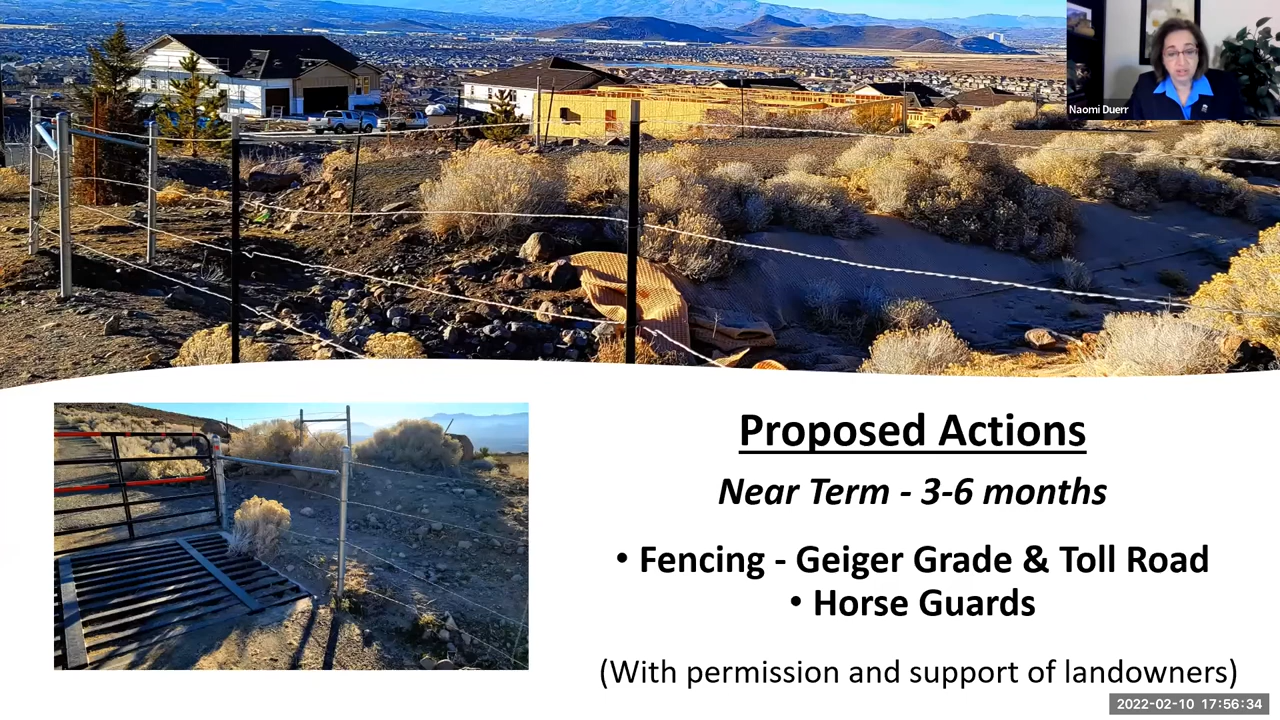 Naomi Duerr
Proposed Actions
Near Term - 3-6 months
• Fencing - Geiger Grade & Toll Road
• Horse Guards
(With permission and support of landowners)
2022-02-10 17:56:34